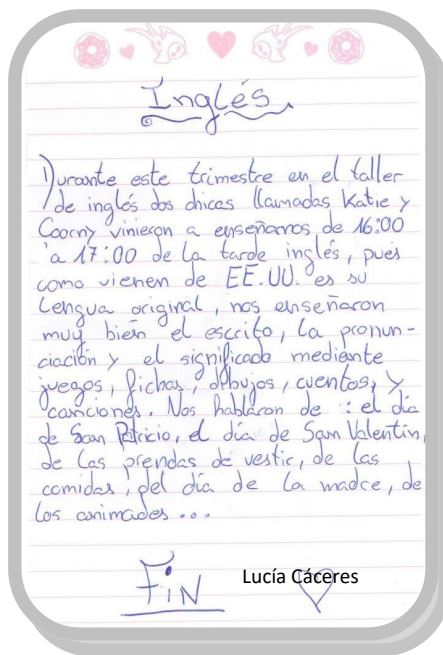 Inglés
Durante este trimestre en el taller
de inglés dos chicas llamadas Katie y
Coorny vinieron a enseñarnos de 16:00
a 17:00 de la tarde inglés, pues
como vienen de EE.UU. es su
lengua original, nos enseñaron
muy bien el escrito, la pronun-
ciación y el significado mediante
juegos, fichas, dibujos, cuentos, y
canciones. Nos hablaron de : el día
de San Patricio, el día de San Valentín,
de las prendas de vestir, de las
comidas, del día de la madre, de
los animales ...
FIN
Lucía Cáceres